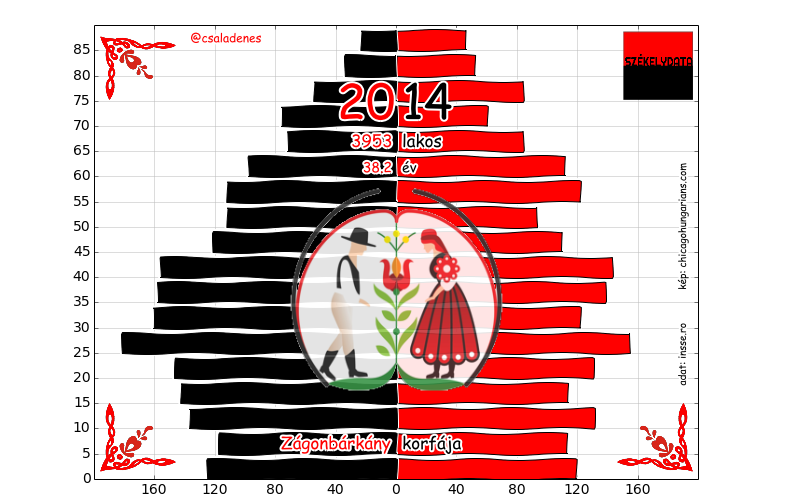 @csaladenes
SZÉKELYDATA
2014
3953 lakos
38.2 év
kép: chicagohungarians.com
adat: insse.ro
Zágonbárkány korfája
85
80
75
70
65
60
55
50
45
40
35
30
25
20
15
10
5
0
160 120 80 40 0 40 80 120 160